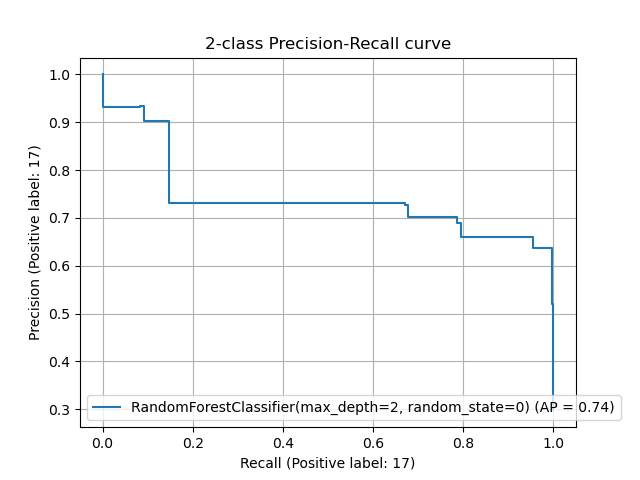 2-class Precision-Recall curve
1.0
0.9
0.8
0.7
0.6
0.5
0.4
0.3
Precision (Positive label: 17)
RandomForestClassifier(max_depth=2, random_state=0) (AP = 0.74)
0.0 0.2 0.4 0.6 0.8 1.0
Recall (Positive label: 17)